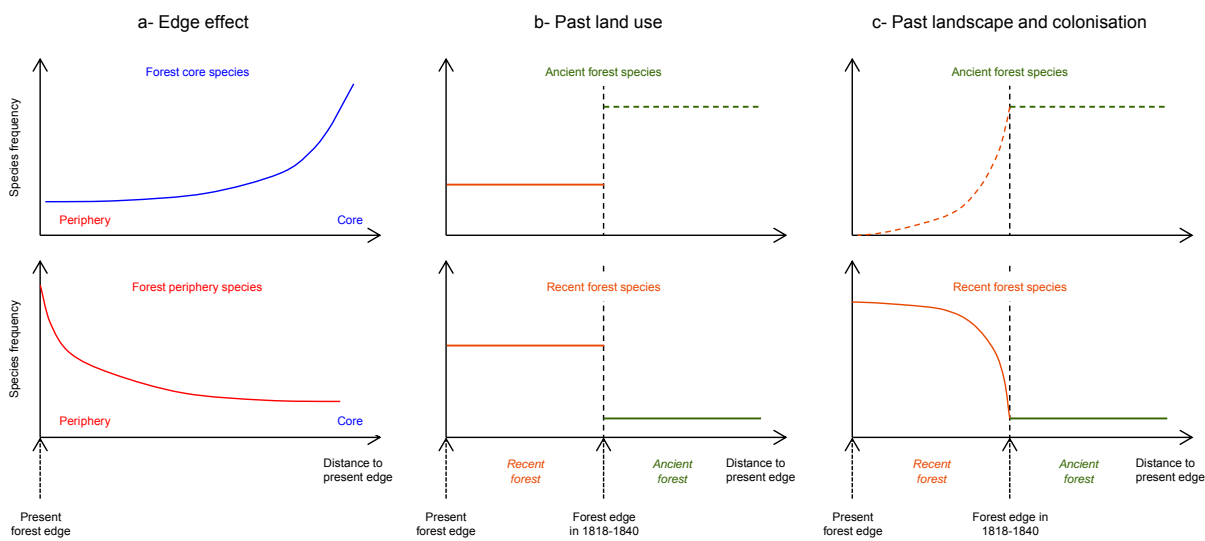 a- Edge effect
b- Past land use
c- Past landscape and colonisation
Species frequency
Forest core species
Periphery
Core
Ancient forest species
Ancient forest species
Species frequency
Forest periphery species
Periphery
Core
Recent forest species
Recent forest species
Distance to
present edge
Recent
forest
Ancient
forest
Distance to
present edge
Recent
forest
Ancient
forest
Distance to
present edge
Present
forest edge
Present
forest edge
Forest edge
in 1818-1840
Present
forest edge
Forest edge in
1818-1840